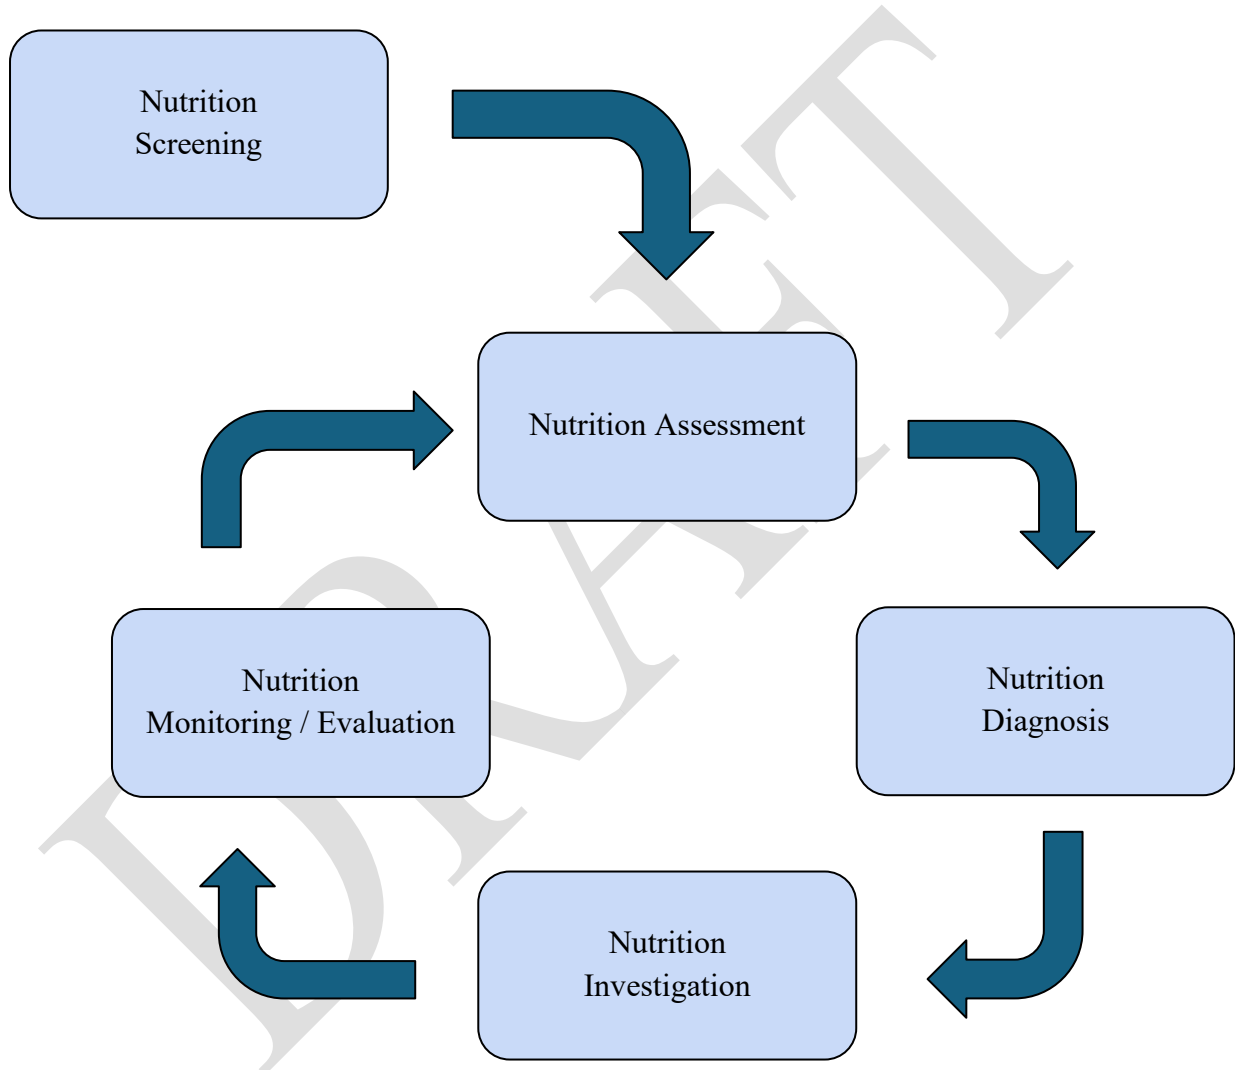 Nutrition
Screening
Nutrition Assessment
Nutrition
Diagnosis
Nutrition
Investigation
Nutrition
Monitoring / Evaluation
DRAFT